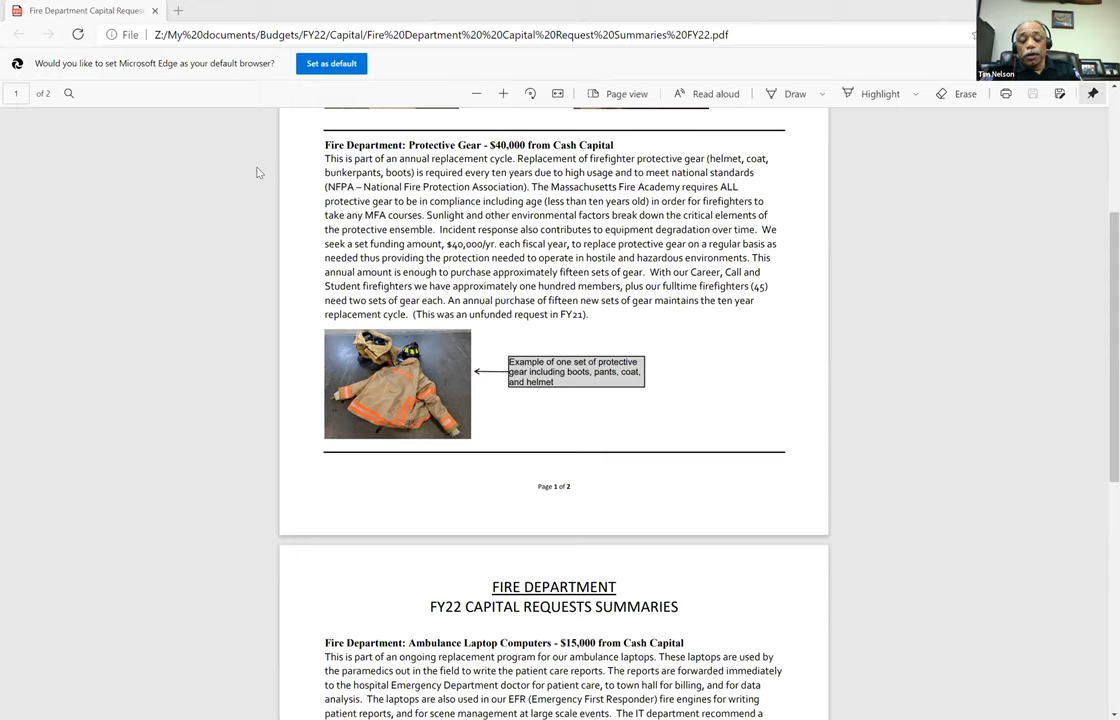 Fire Department Capital Reques
File
Z:/My%20documents/Budgets/FY22/Capital/Fire%20Department%20%20Capital%20Request%20Summaries%20FY22.pdf
Tim Nelson
Would you like to set Microsoft Edge as your default browser?
Set as default
1 of 2
Page view
Read aloud
Draw
Highlight
Erase
Fire Department: Protective Gear - $40,000 from Cash Capital
This is part of an annual replacement cycle. Replacement of firefighter protective gear (helmet, coat,
bunkerpants, boots) is required every ten years due to high usage and to meet national standards
(NFPA – National Fire Protection Association). The Massachusetts Fire Academy requires ALL
protective gear to be in compliance including age (less than ten years old) in order for firefighters to
take any MFA courses. Sunlight and other environmental factors break down the critical elements of
the protective ensemble. Incident response also contributes to equipment degradation over time. We
seek a set funding amount, $40,000/yr. each fiscal year, to replace protective gear on a regular basis as
needed thus providing the protection needed to operate in hostile and hazardous environments. This
annual amount is enough to purchase approximately fifteen sets of gear. With our Career, Call and
Student firefighters we have approximately one hundred members, plus our fulltime firefighters (45)
need two sets of gear each. An annual purchase of fifteen new sets of gear maintains the ten year
replacement cycle. (This was an unfunded request in FY21).
Example of one set of protective
gear including boots, pants, coat,
and helmet
Page 1 of 2
FIRE DEPARTMENT
FY22 CAPITAL REQUESTS SUMMARIES
Fire Department: Ambulance Laptop Computers - $15,000 from Cash Capital
This is part of an ongoing replacement program for our ambulance laptops. These laptops are used by
the paramedics out in the field to write the patient care reports. The reports are forwarded immediately
to the hospital Emergency Department doctor for patient care, to town hall for billing, and for data
analysis. The laptops are also used in our EFR (Emergency First Responder) fire engines for writing
patient reports, and for scene management at large scale events. The IT department recommend a